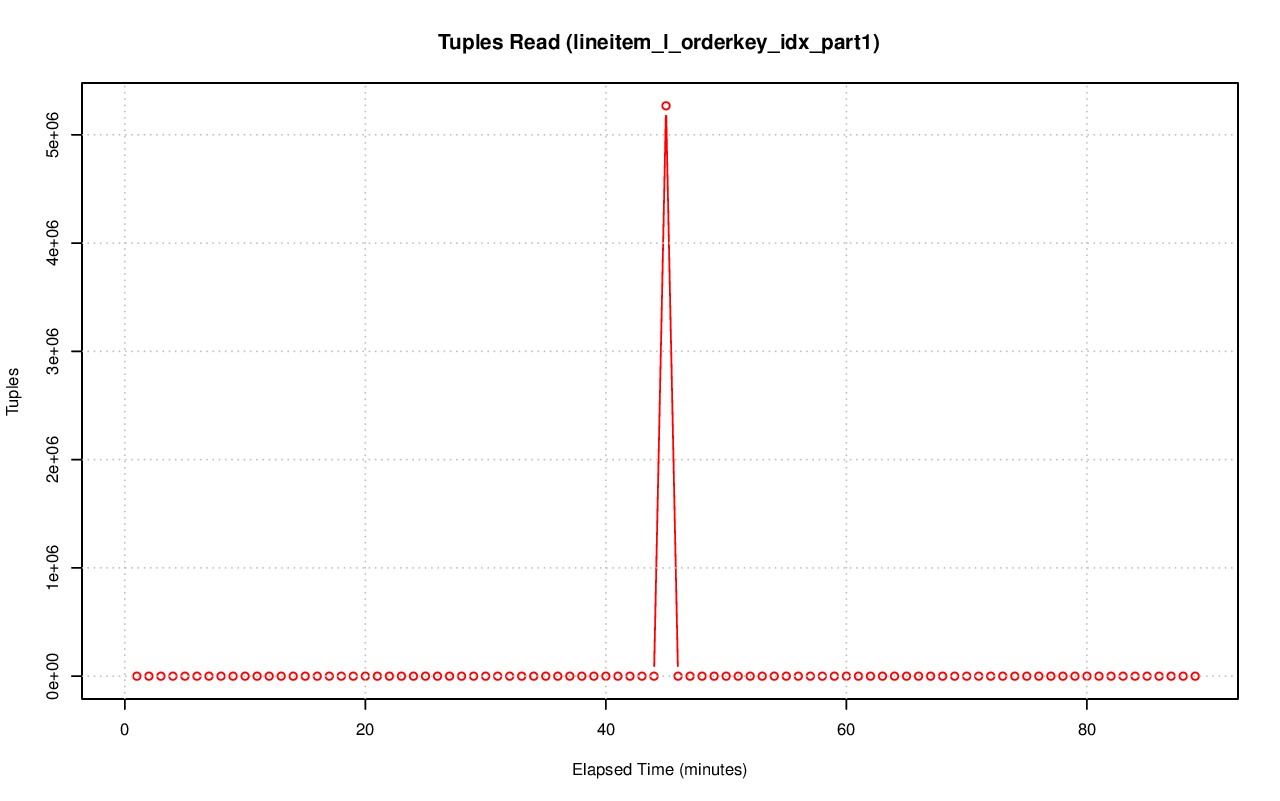 Tuples Read (lineitem_l_orderkey_idx_part1)
Tuples
5e+06
4e+06
3e+06
2e+06
1e+06
0e+00
0 20 40 60 80
Elapsed Time (minutes)